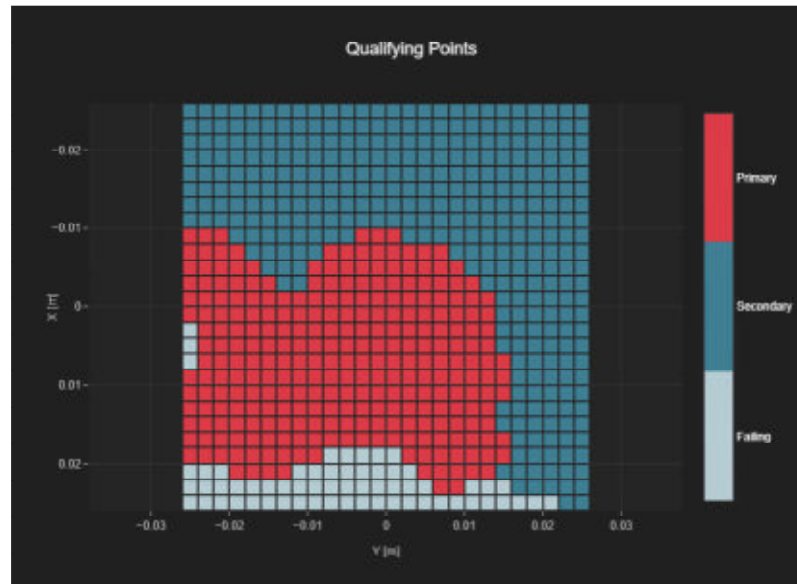 Qualifying Points
−0.02
−0.01
0
0.01
0.02
X [m]
−0.03
−0.02
−0.01
0
0.01
0.02
0.03
Y [m]
Primary
Secondary
Failing